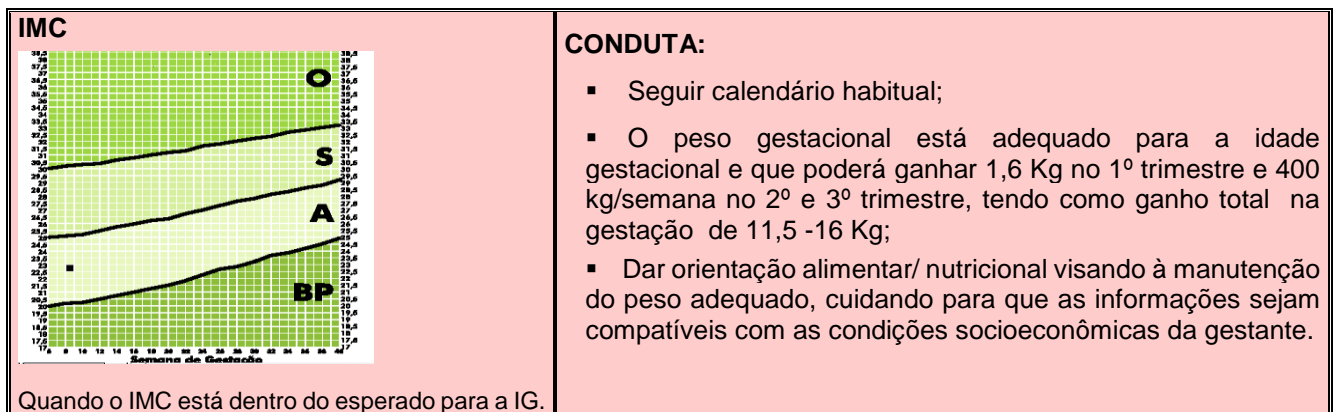 IMC
O
S
A
BP
Semana de Gestação
Quando o IMC está dentro do esperado para a IG.
CONDUTA:
▪ Seguir calendário habitual;
▪ O peso gestacional está adequado para a idade
gestacional e que poderá ganhar 1,6 Kg no 1º trimestre e 400
kg/semana no 2º e 3º trimestre, tendo como ganho total na
gestação de 11,5 -16 Kg;
▪ Dar orientação alimentar/ nutricional visando à manutenção
do peso adequado, cuidando para que as informações sejam
compatíveis com as condições socioeconômicas da gestante.